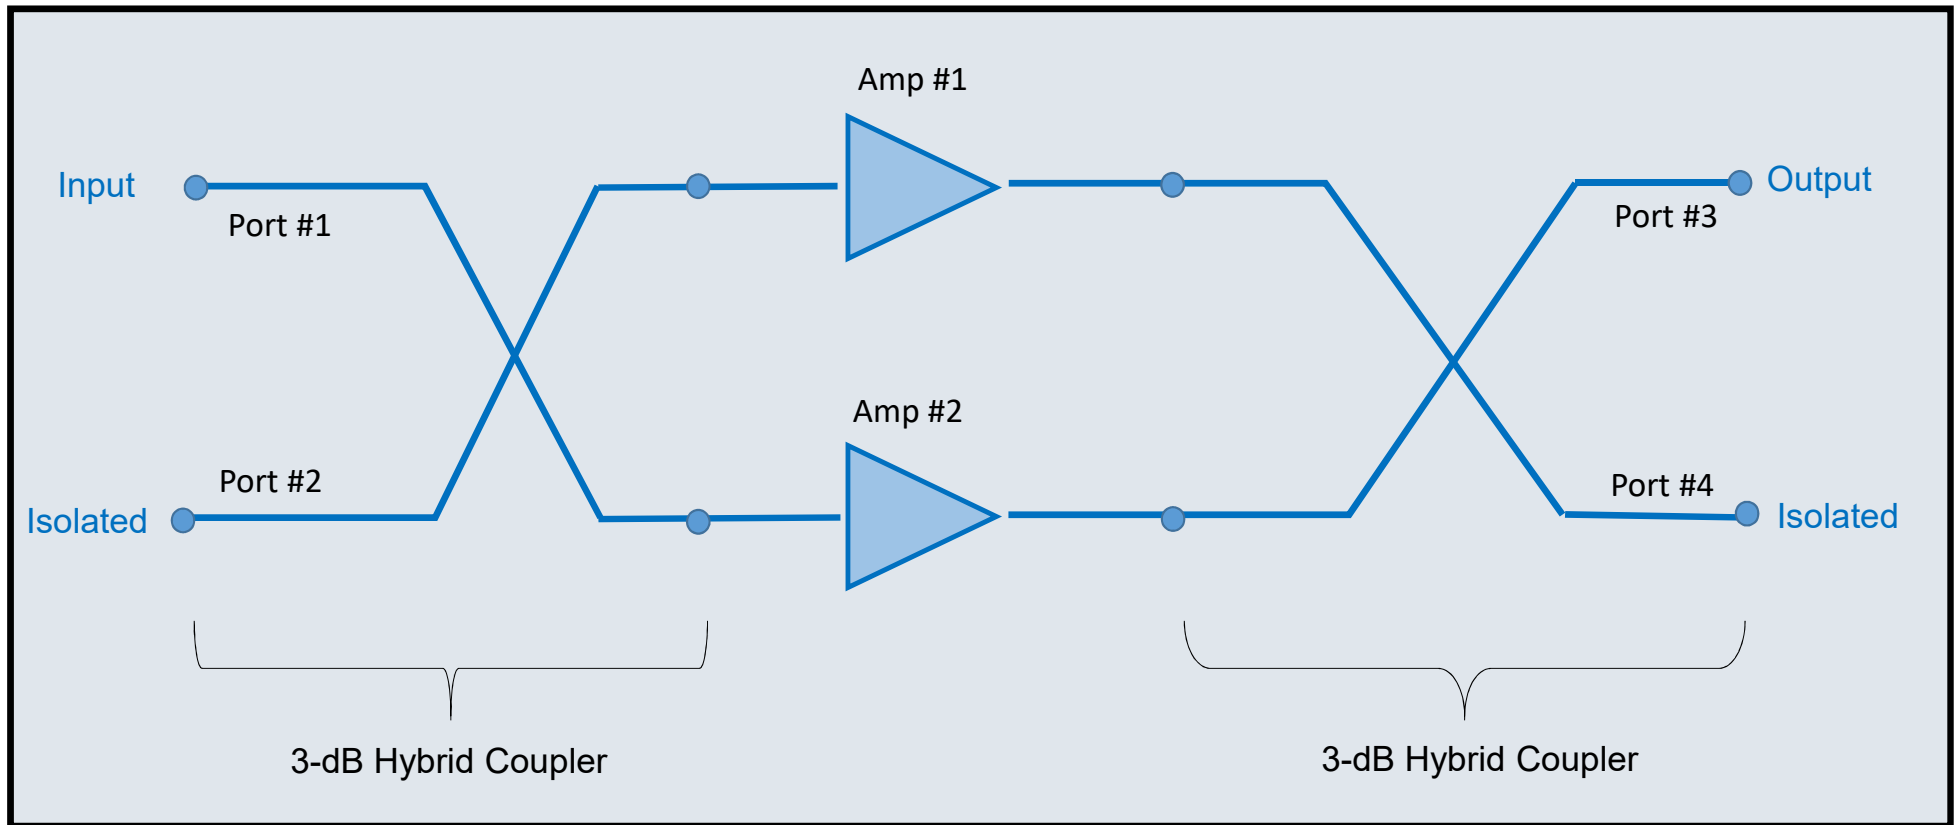 Amp #1
Input
Port #1
Output
Port #3
Amp #2
Port #2
Isolated
Port #4
Isolated
3-dB Hybrid Coupler
3-dB Hybrid Coupler